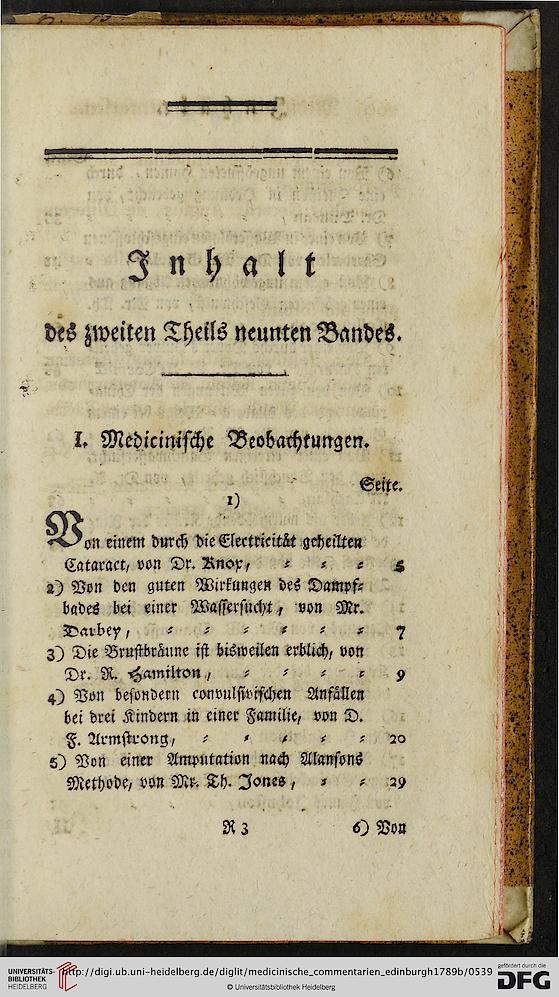 Inhalt
des zweiten Theils neunten Bandes.
I. Medicinische Beobachtungen.
Seite.
1)
Von einem durch die Electricität geheilten
Cataract, von Dr. Knox, = = = 5
2) Von den guten Wirkungen des Dampf=
bades bei einer Wassersucht, von Mr.
Darbey, = = = = = = 7
3) Die Brustbräune ist bisweilen erblich, von
Dr. R. Hamilton, = = = = 9
4) Von besondern convulsivischen Anfällen
bei drei Kindern in einer Familie, von D.
F. Armstrong, = = = = = 20
5) Von einer Amputation nach Alansons
Methode, von Mr. Th. Jones, = = 29
R 3 6) Von
UNIVERSITÄTS-
BIBLIOTHEK
HEIDELBERG
http://digi.ub.uni-heidelberg.de/diglit/medicinische_commentarien_edinburgh1789b/0539
© Universitätsbibliothek Heidelberg
gefördert durch die
DFG